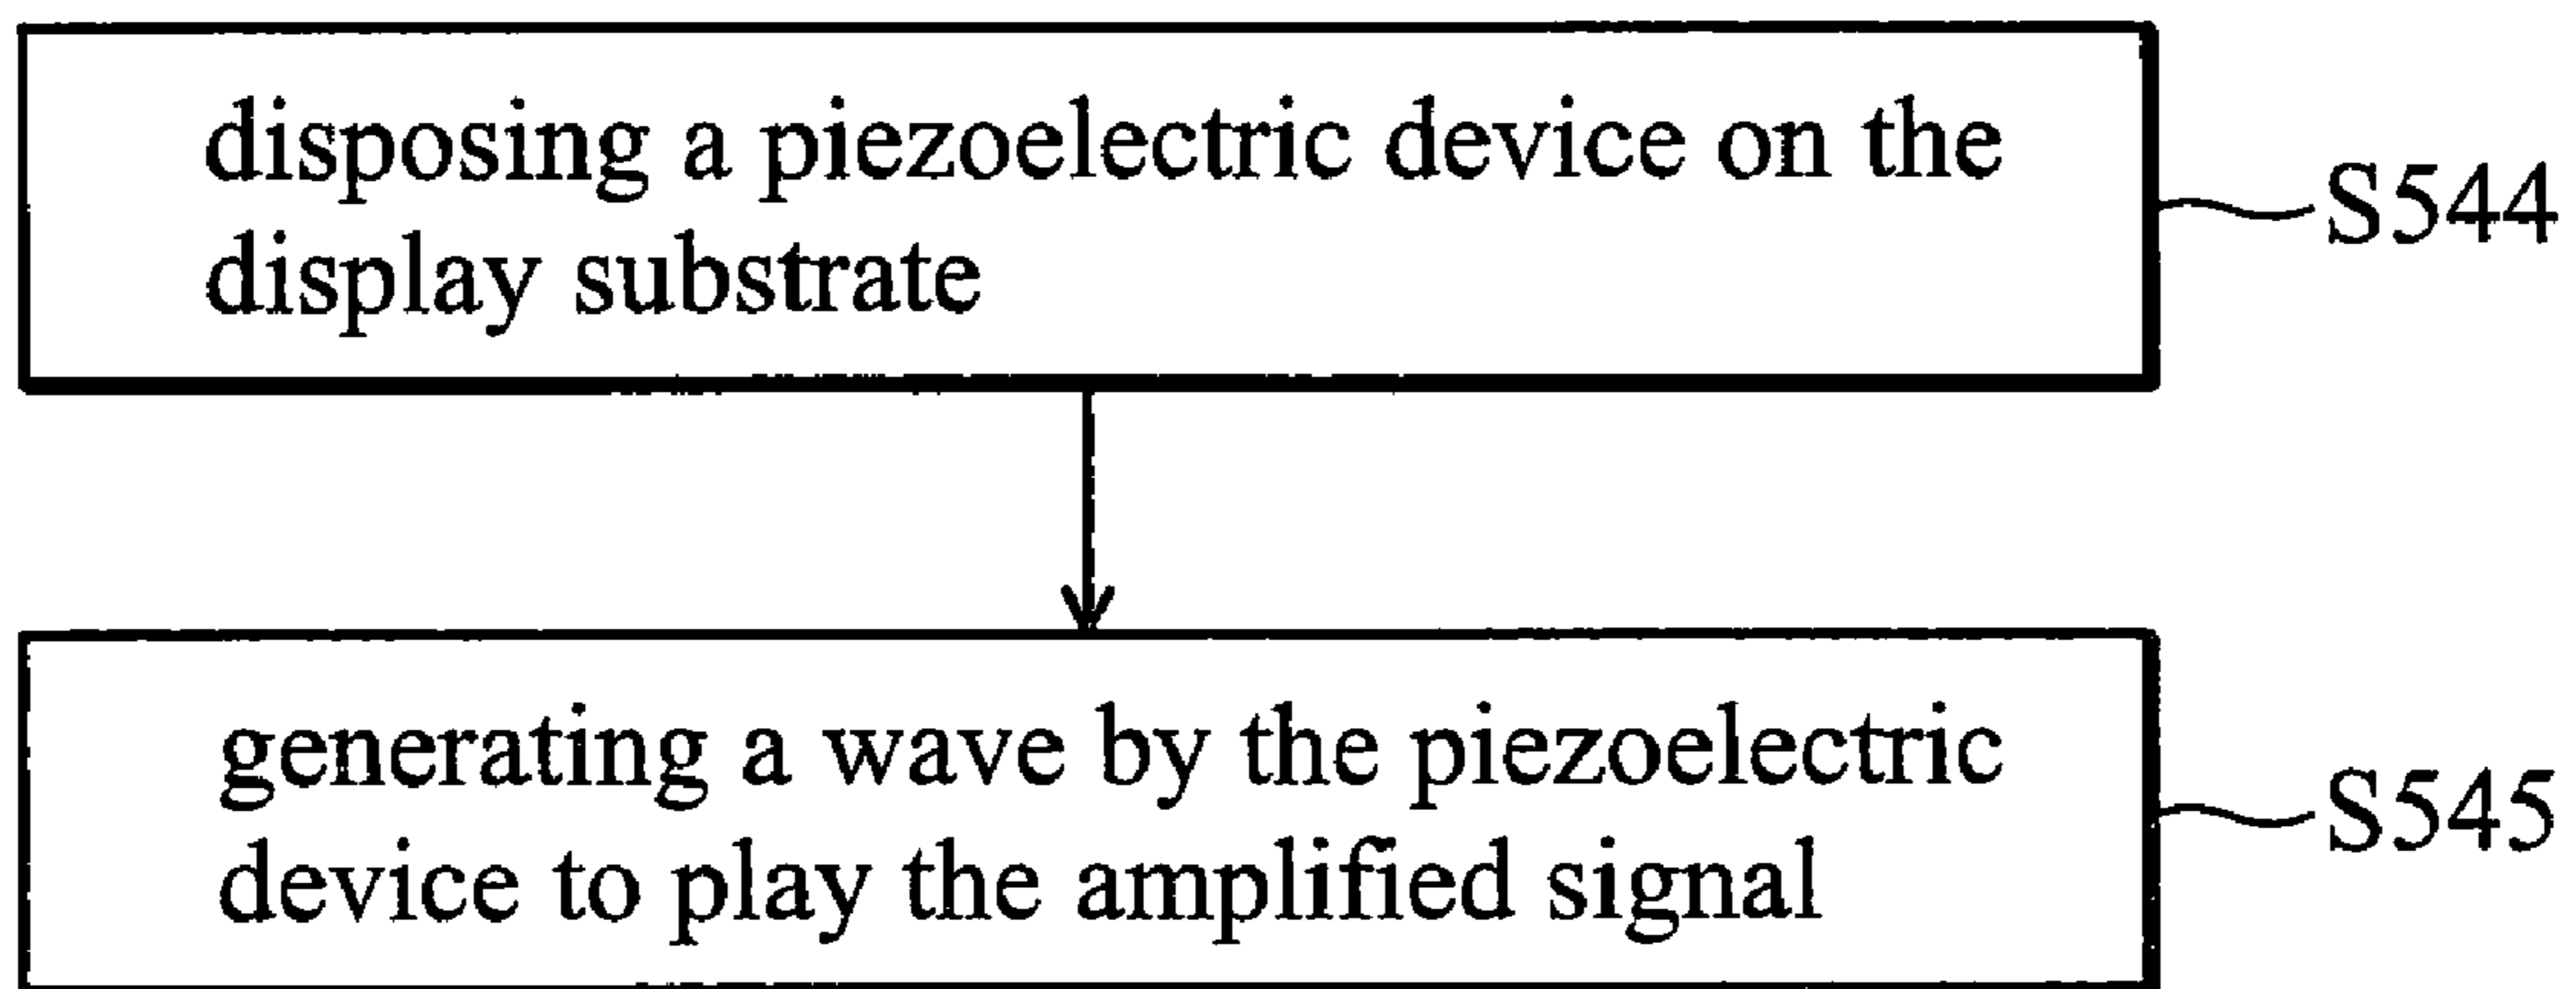 disposing a piezoelectric device on the
display substrate
S544
generating a wave by the piezoelectric
device to play the amplified signal
S545